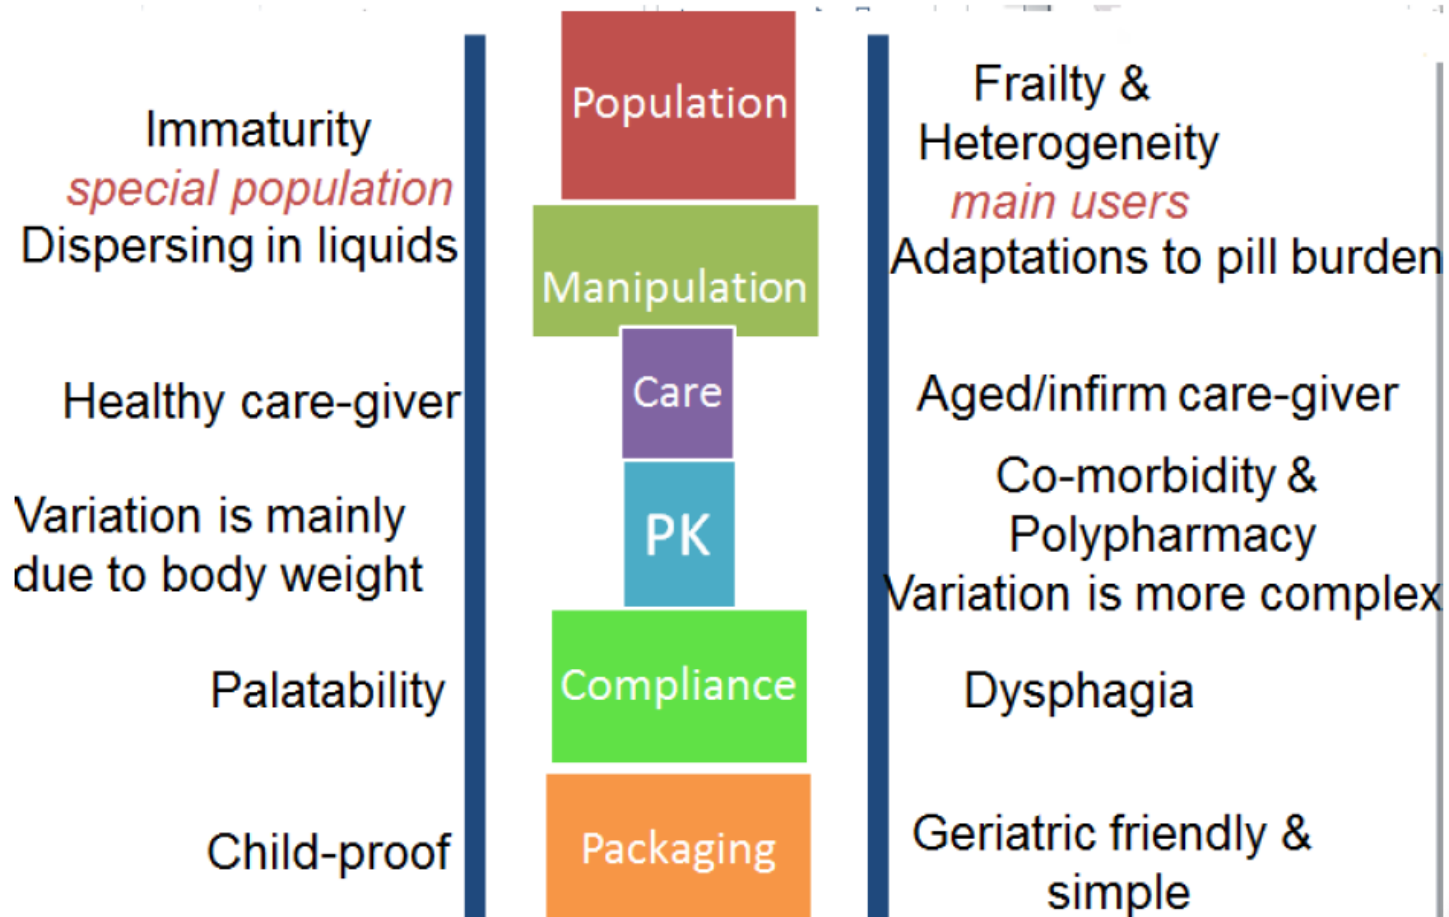 Immaturity
special population
Dispersing in liquids
Healthy care-giver
Variation is mainly
due to body weight
Palatability
Child-proof
Population
Manipulation
Care
PK
Compliance
Packaging
Frailty &
Heterogeneity
main users
Adaptations to pill burden
Aged/infirm care-giver
Co-morbidity &
Polypharmacy
Variation is more complex
Dysphagia
Geriatric friendly &
simple